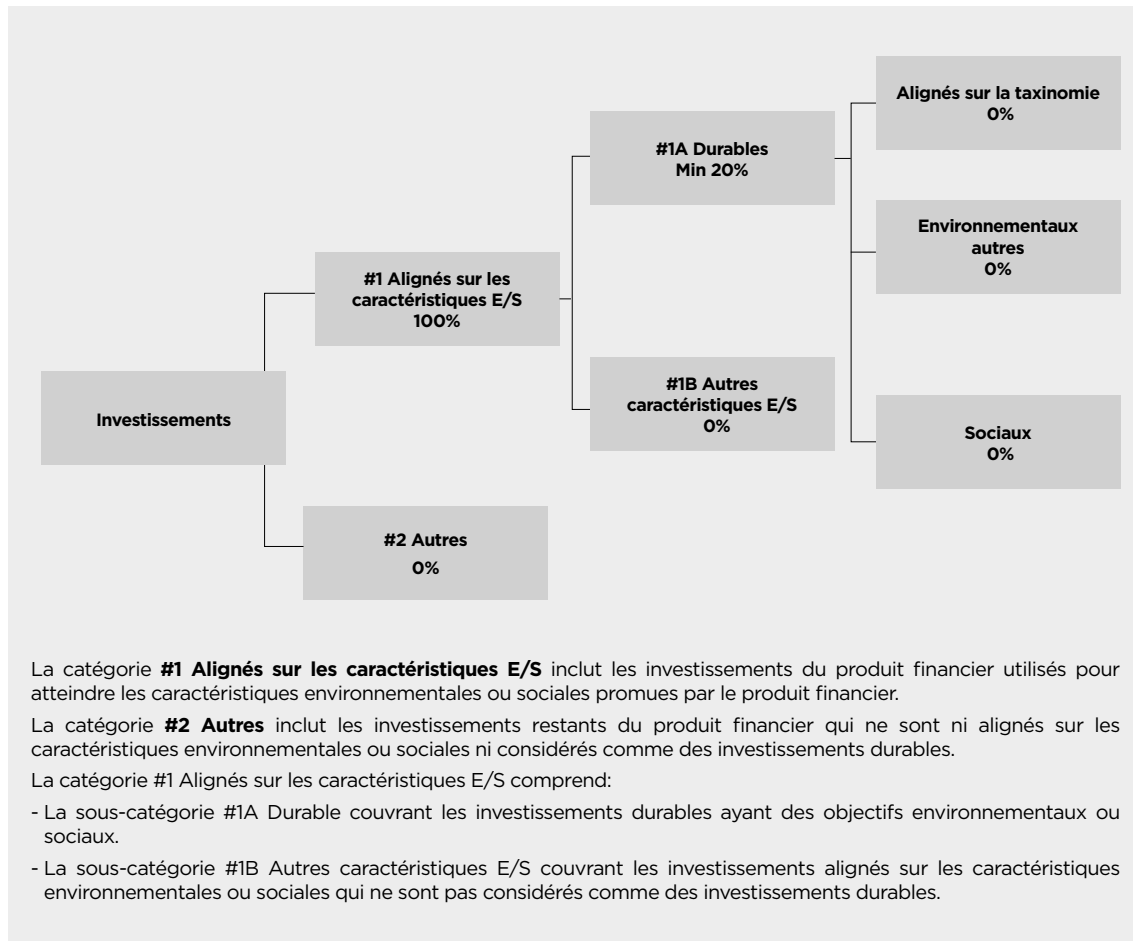 Alignés sur la taxinomie
0%
#1A Durables
Min 20%
Environnementaux
autres
0%
#1 Alignés sur les
caractéristiques E/S
100%
#1B Autres
caractéristiques E/S
0%
Investissements
Sociaux
0%
#2 Autres
0%
La catégorie #1 Alignés sur les caractéristiques E/S inclut les investissements du produit financier utilisés pour
atteindre les caractéristiques environnementales ou sociales promues par le produit financier.
La catégorie #2 Autres inclut les investissements restants du produit financier qui ne sont ni alignés sur les
caractéristiques environnementales ou sociales ni considérés comme des investissements durables.
La catégorie #1 Alignés sur les caractéristiques E/S comprend:
- La sous-catégorie #1A Durable couvrant les investissements durables ayant des objectifs environnementaux ou
sociaux.
- La sous-catégorie #1B Autres caractéristiques E/S couvrant les investissements alignés sur les caractéristiques
environnementales ou sociales qui ne sont pas considérés comme des investissements durables.